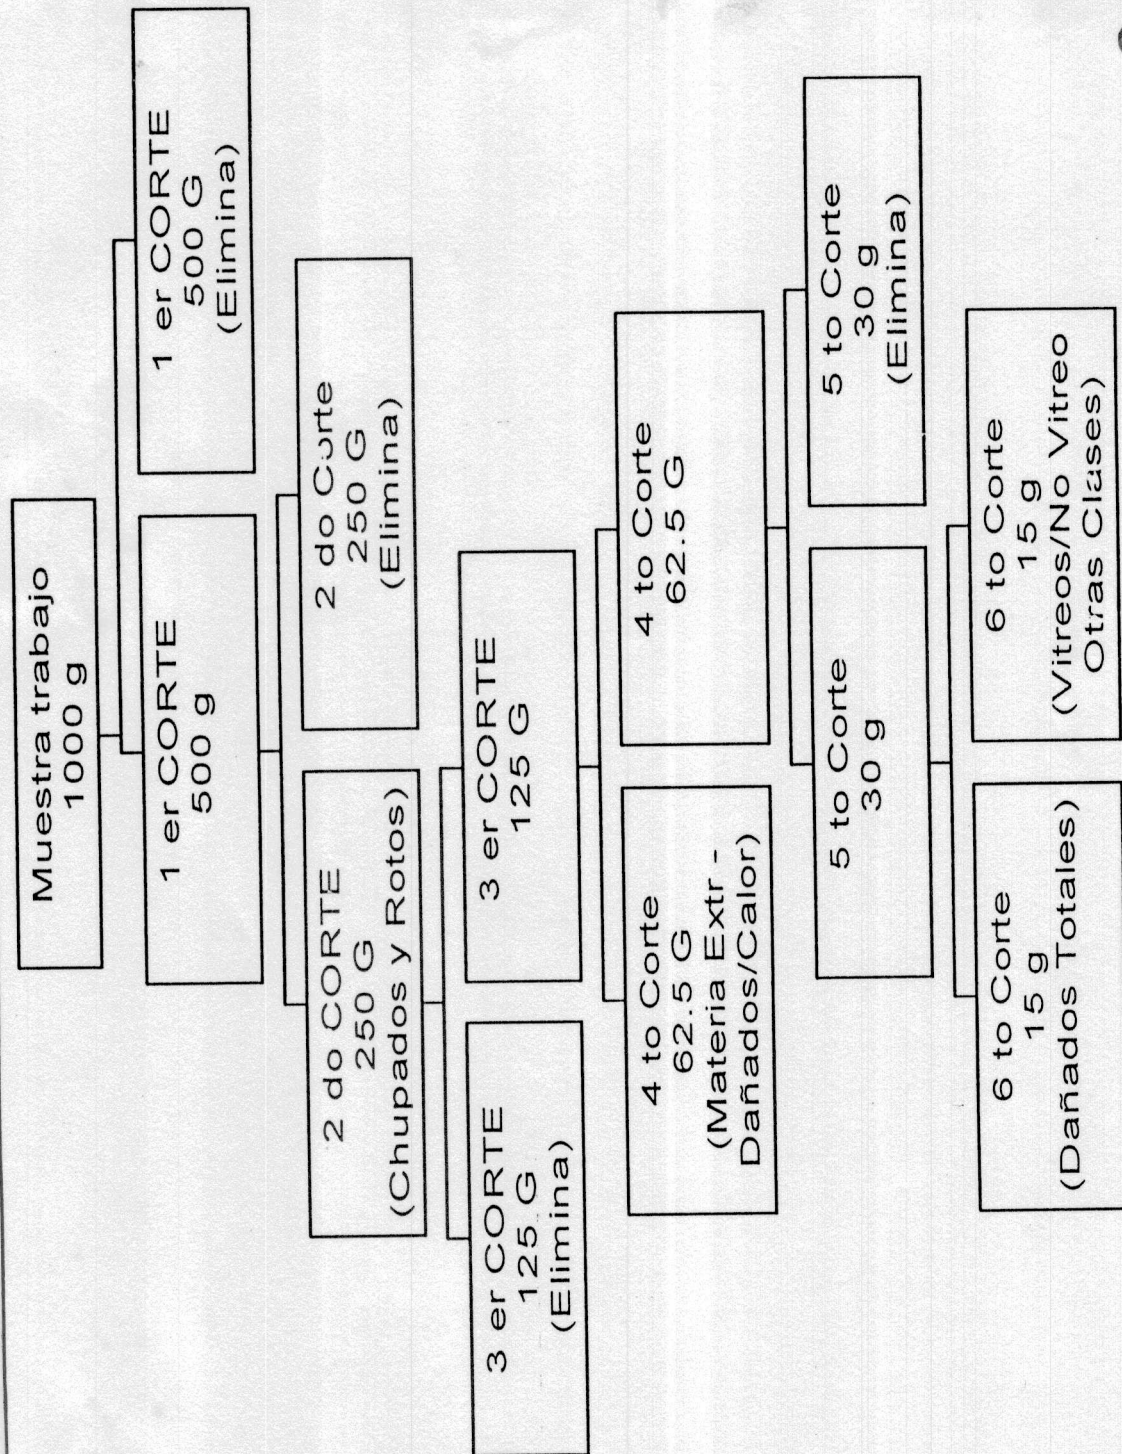 Muestra trabajo
1000 g
1 er CORTE
500 g
1 er CORTE
500 G
(Elimina)
2 do CORTE
250 G
(Chupados y Rotos)
2 do Corte
250 G
(Elimina)
3 er CORTE
125 G
(Elimina)
3 er CORTE
125 G
4 to Corte
62.5 G
(Materia Extr -
Dañados/Calor)
4 to Corte
62.5 G
5 to Corte
30 g
5 to Corte
30 g
(Elimina)
6 to Corte
15 g
(Dañados Totales)
6 to Corte
15 g
(Vitreos/No Vitreo
Otras Clases)